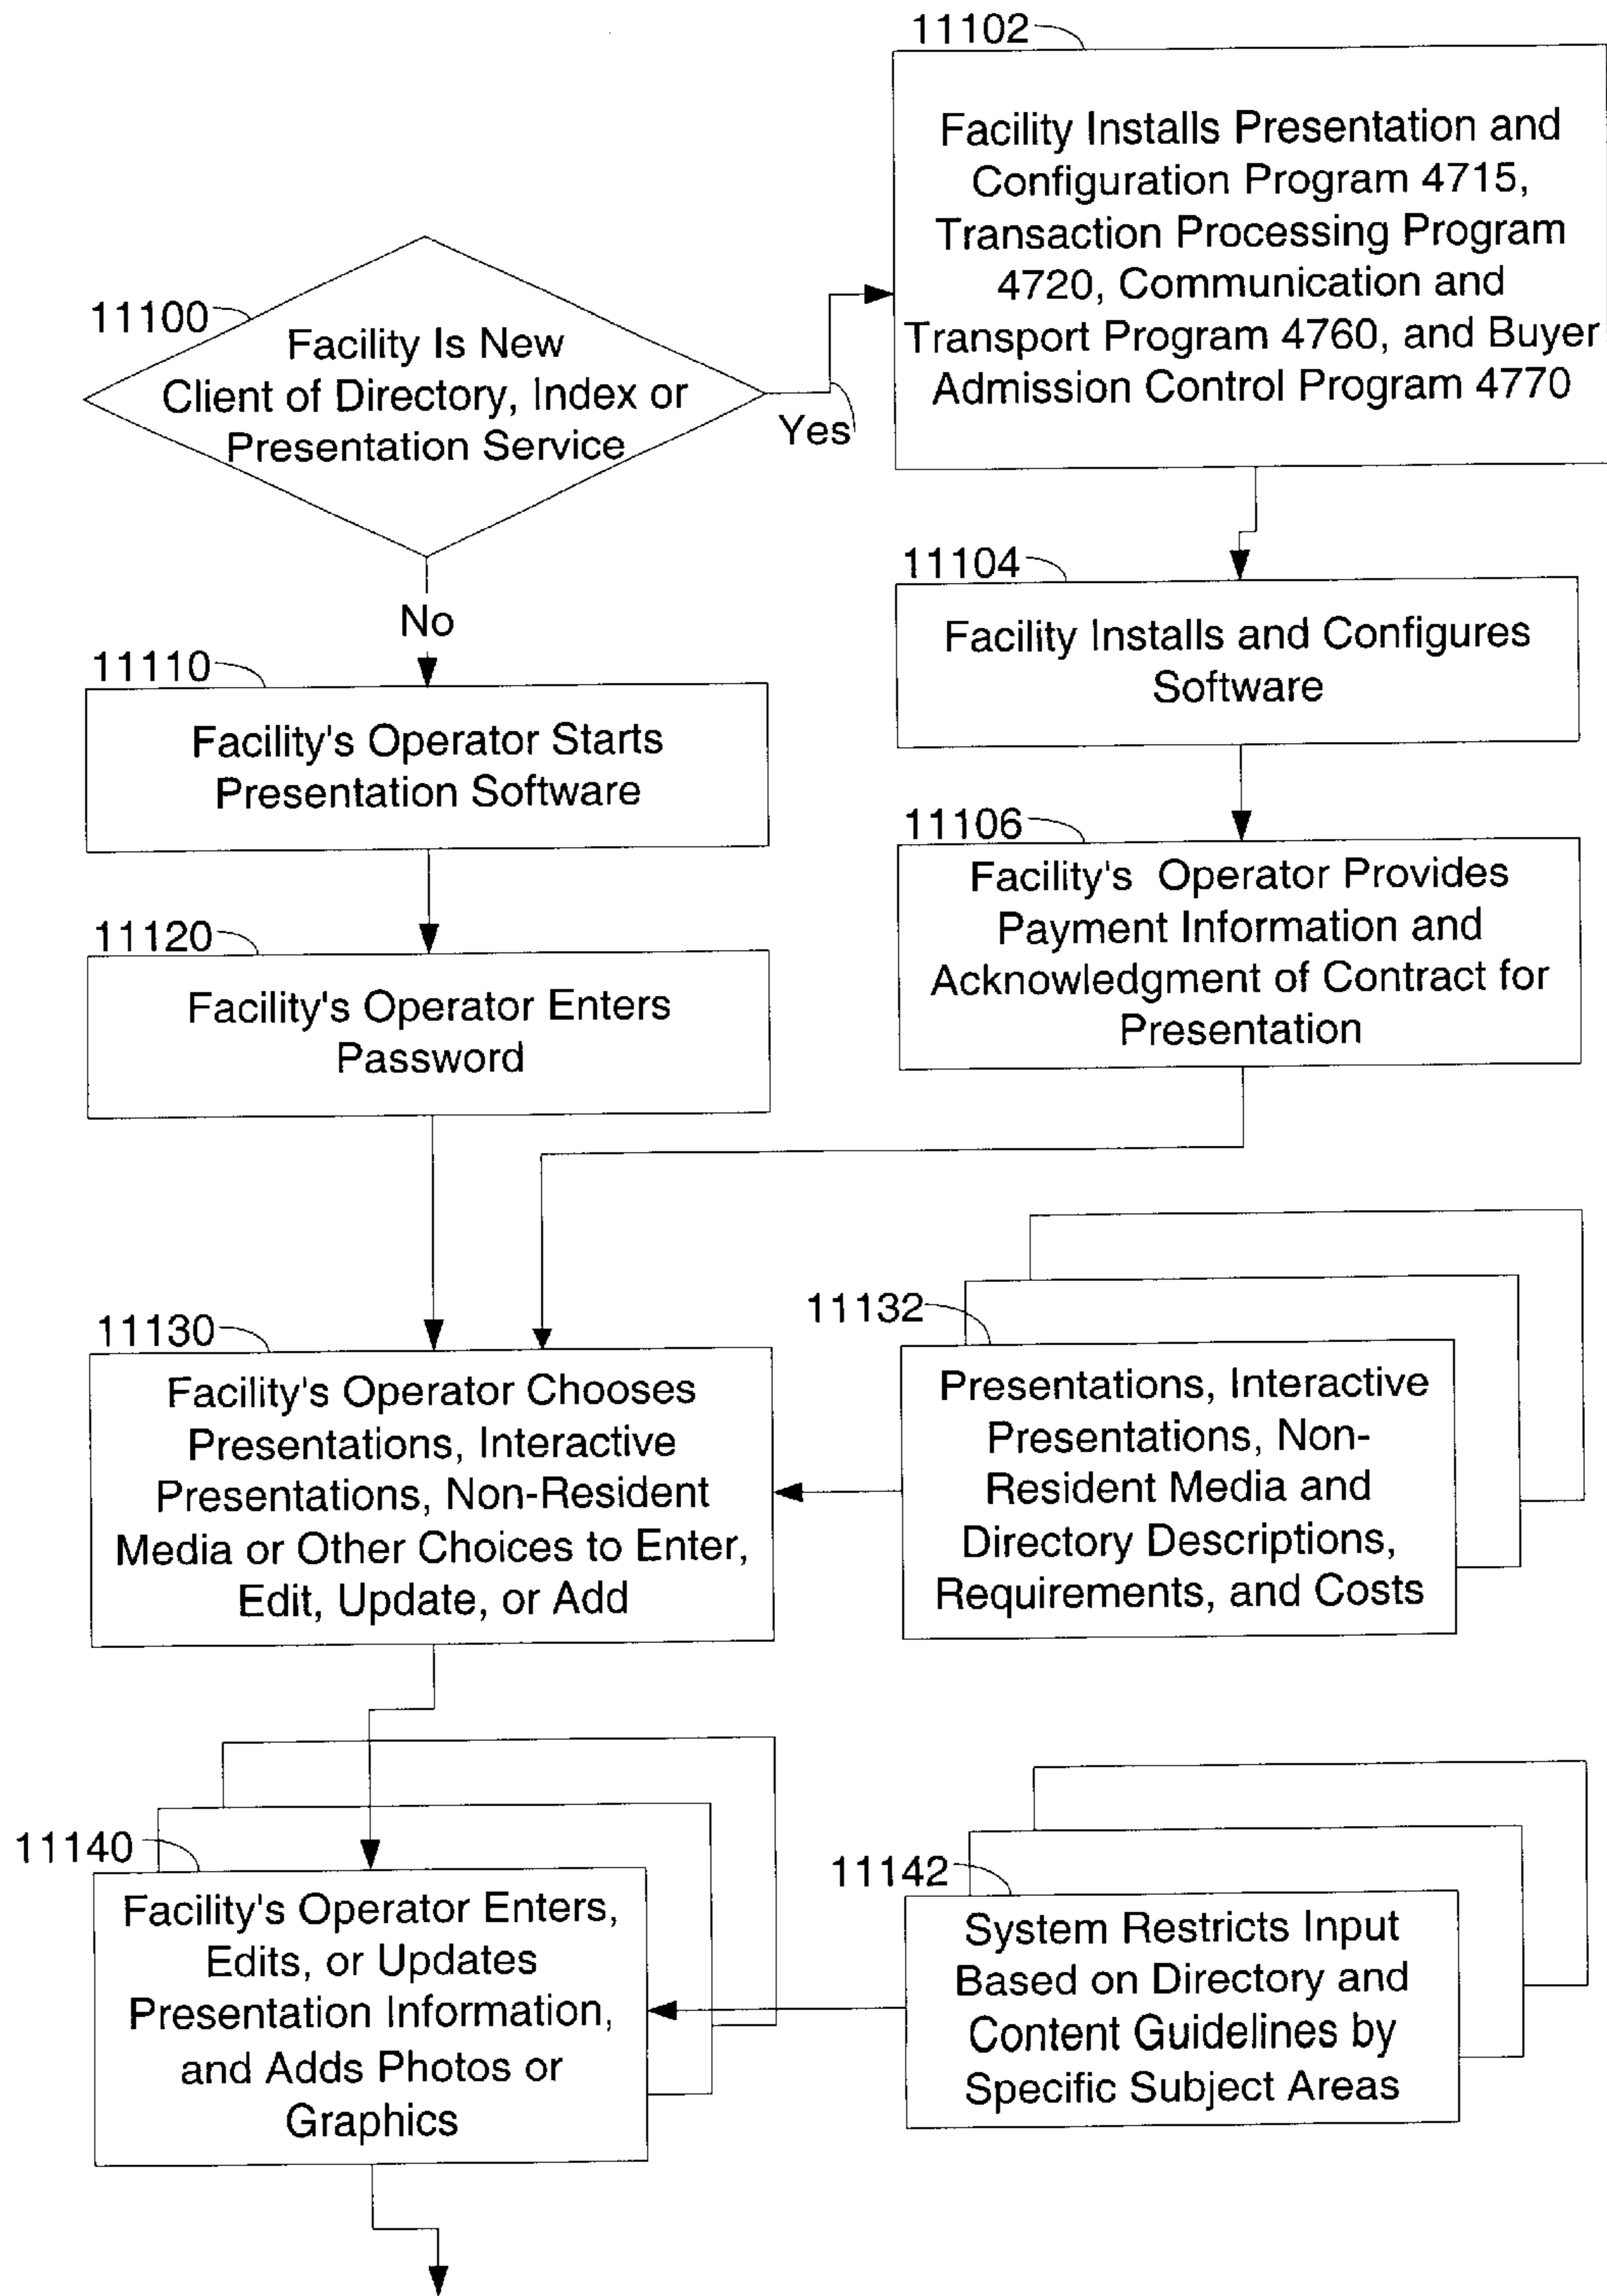 11102
Facility Installs Presentation and
Configuration Program 4715,
Transaction Processing Program
4720, Communication and
Transport Program 4760, and Buyer
Admission Control Program 4770
11100
Facility Is New
Client of Directory, Index or
Presentation Service
Yes
No
11104
Facility Installs and Configures
Software
11110
Facility's Operator Starts
Presentation Software
11106
Facility's Operator Provides
Payment Information and
Acknowledgment of Contract for
Presentation
11120
Facility's Operator Enters
Password
11130
Facility's Operator Chooses
Presentations, Interactive
Presentations, Non-Resident
Media or Other Choices to Enter,
Edit, Update, or Add
11132
Presentations, Interactive
Presentations, Non-
Resident Media and
Directory Descriptions,
Requirements, and Costs
11140
Facility's Operator Enters,
Edits, or Updates
Presentation Information,
and Adds Photos or
Graphics
11142
System Restricts Input
Based on Directory and
Content Guidelines by
Specific Subject Areas